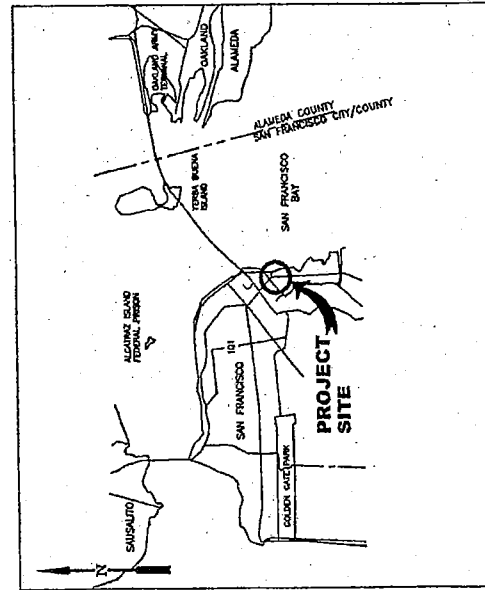 N
SAUSALITO
ALCATRAZ ISLAND
FEDERAL PRISON
YERBA BUENA
ISLAND
OAKLAND ARMY
TERMINAL
OAKLAND
ALAMEDA
ALAMEDA COUNTY
SAN FRANCISCO CITY/COUNTY
SAN FRANCISCO
BAY
SAN FRANCISCO
101
GOLDEN GATE PARK
PROJECT
SITE